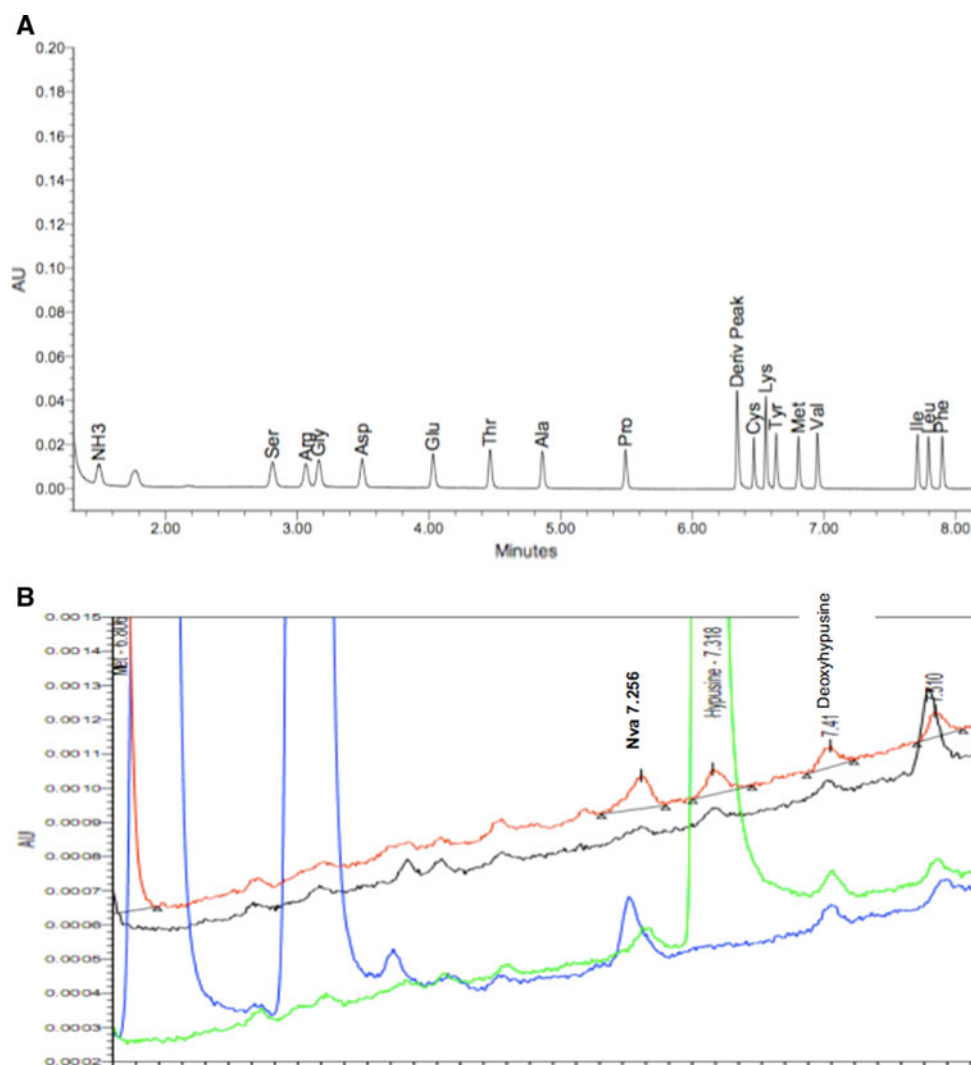 A
0.20
0.18
0.16
0.14
0.12
0.10
0.08
0.06
0.04
0.02
0.00
AU
NH3
Ser
Arg
Gly
Asp
Glu
Thr
Ala
Pro
Deriv Peak
Cys
Lys
Tyr
Met
Val
Ile
Leu
Phe
2.00 3.00 4.00 5.00 6.00 7.00 8.00
Minutes
B
0.0015
0.0014
0.0013
0.0012
0.0011
0.0010
0.0009
0.0008
0.0007
0.0006
0.0005
0.0004
0.0003
0.0002
AU
Met - 6.806
Nva 7.256
Hypusine - 7.318
7.41 Deoxyhypusine
7.510